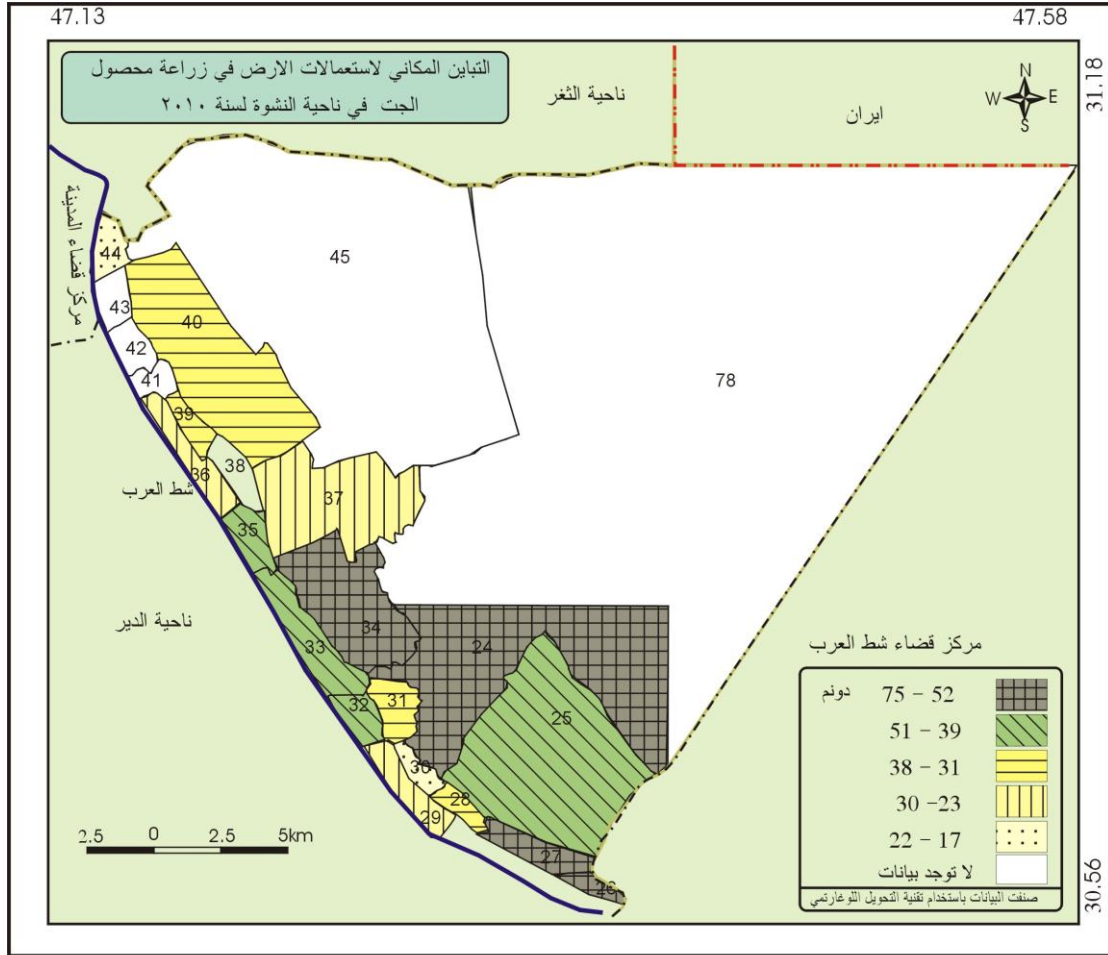 47.13
47.58
31.18
30.56
التباين المكاني لاستعمالات الارض في زراعة محصول
الجت في ناحية النشوة لسنة ٢٠١٠
ناحية الثغر
ايران
N
W
E
S
مركز قضاء المدينة
44
45
43
40
42
41
78
39
38
36
شط العرب
37
35
ناحية الدير
34
24
33
25
32
31
30
28
29
27
26
مركز قضاء شط العرب
75 - 52 دونم
51 - 39
38 - 31
30 -23
22 - 17
لا توجد بيانات
صنفت البيانات باستخدام تقنية التحويل اللوغارتمي
2.5 0 2.5 5km